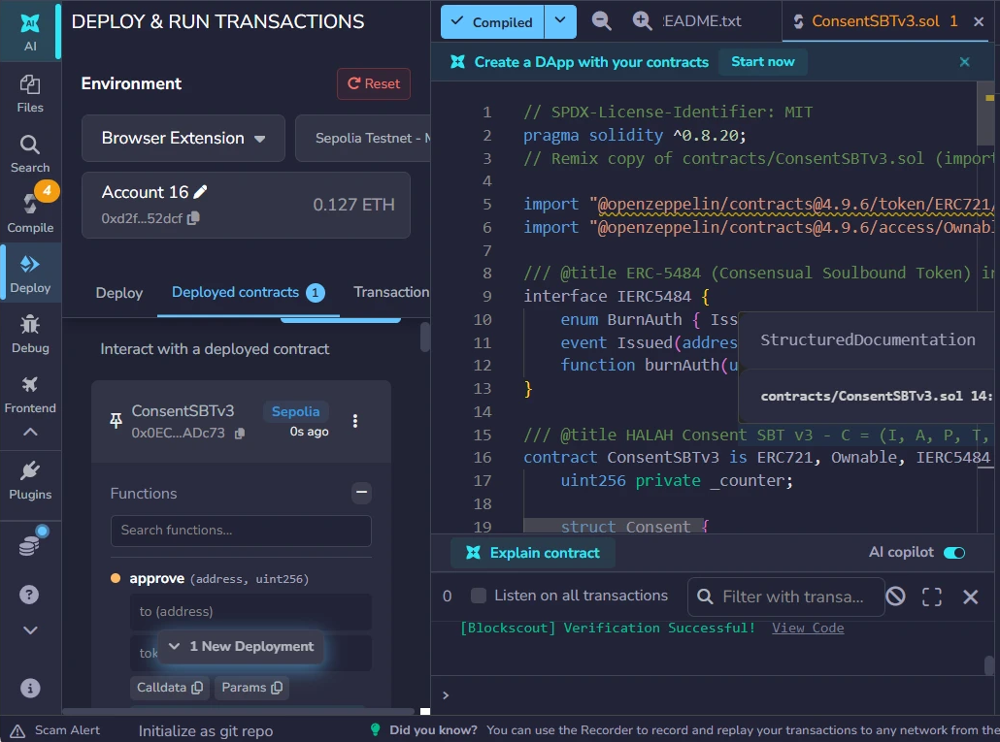 DEPLOY & RUN TRANSACTIONS
AI
Files
Search
4
Compile
Deploy
Debug
Frontend
Plugins
Environment
Reset
Browser Extension
Sepolia Testnet -
Account 16
0xd2f...52dcf
0.127 ETH
Deploy
Deployed contracts 1
Transaction
Interact with a deployed contract
ConsentSBTv3
Sepolia
0x0EC...ADc73
0s ago
Functions
Search functions...
approve (address, uint256)
to (address)
1 New Deployment
Calldata
Params
Compiled
EADME.txt
ConsentSBTv3.sol 1
Create a DApp with your contracts
Start now
1 // SPDX-License-Identifier: MIT
2 pragma solidity ^0.8.20;
3 // Remix copy of contracts/ConsentSBTv3.sol (import
4
5 import "@openzeppelin/contracts@4.9.6/token/ERC721/
6 import "@openzeppelin/contracts@4.9.6/access/Ownabl
7
8 /// @title ERC-5484 (Consensual Soulbound Token) in
9 interface IERC5484 {
10 enum BurnAuth { Iss
11 event Issued(addres
12 function burnAuth(u
13 }
14
15 /// @title HALAH Consent SBT v3 - C = (I, A, P, T,
16 contract ConsentSBTv3 is ERC721, Ownable, IERC5484
17 uint256 private _counter;
18
19 struct Consent {
StructuredDocumentation
contracts/ConsentSBTv3.sol 14:
Explain contract
AI copilot
0
Listen on all transactions
Filter with transa...
[Blockscout] Verification Successful! View Code
>
Scam Alert
Initialize as git repo
Did you know? You can use the Recorder to record and replay your transactions to any network from the